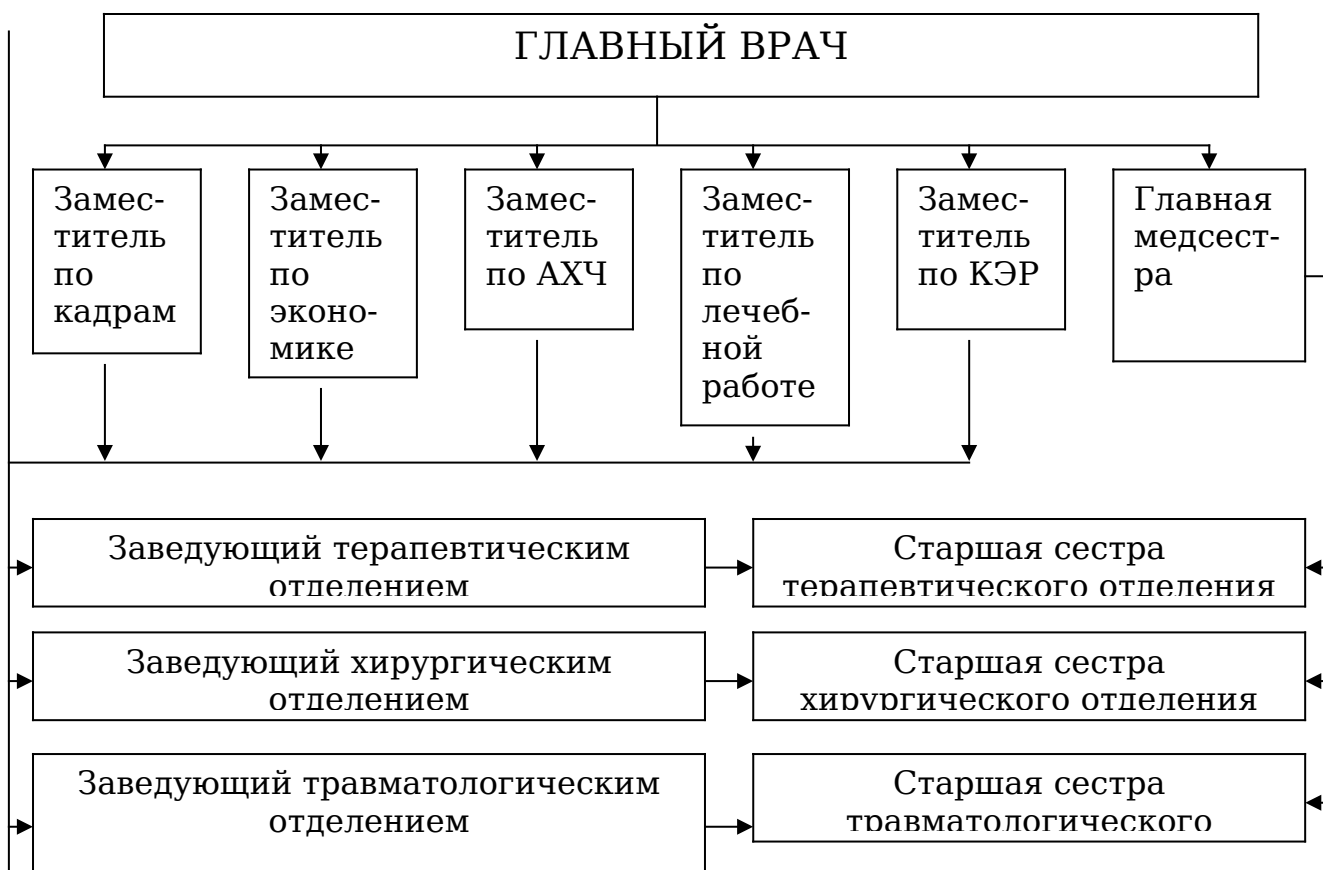 ГЛАВНЫЙ ВРАЧ
Замес-
титель
по
кадрам
Замес-
титель
по
эконо-
мике
Замес-
титель
по АХЧ
Замес-
титель
по
лечеб-
ной
работе
Замес-
титель
по КЭР
Главная
медсест-
ра
Заведующий терапевтическим
отделением
Старшая сестра
терапевтического отделения
Заведующий хирургическим
отделением
Старшая сестра
хирургического отделения
Заведующий травматологическим
отделением
Старшая сестра
травматологического